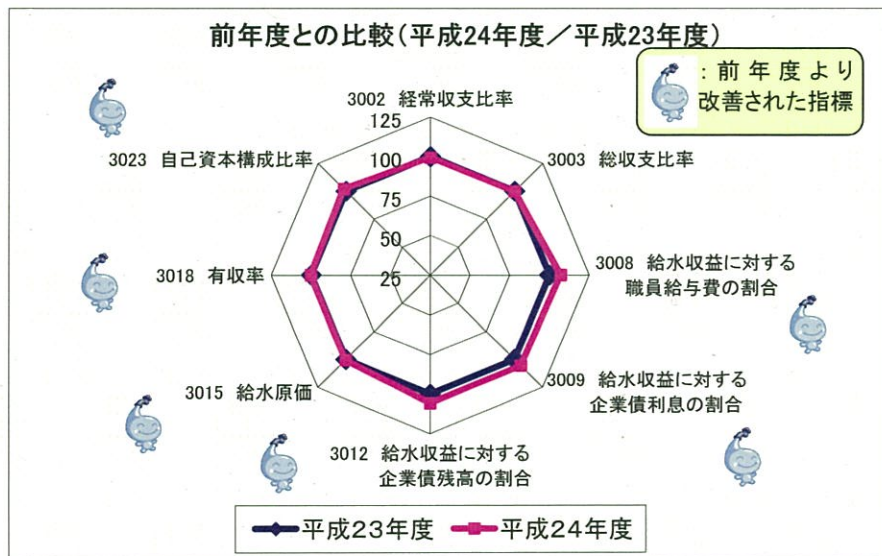 前年度との比較(平成24年度／平成23年度)
：前年度より
改善された指標
3002 経常収支比率
125
100
75
50
25
3003 総収支比率
3008 給水収益に対する
職員給与費の割合
3009 給水収益に対する
企業債利息の割合
3012 給水収益に対する
企業債残高の割合
3015 給水原価
3018 有収率
3023 自己資本構成比率
平成23年度
平成24年度